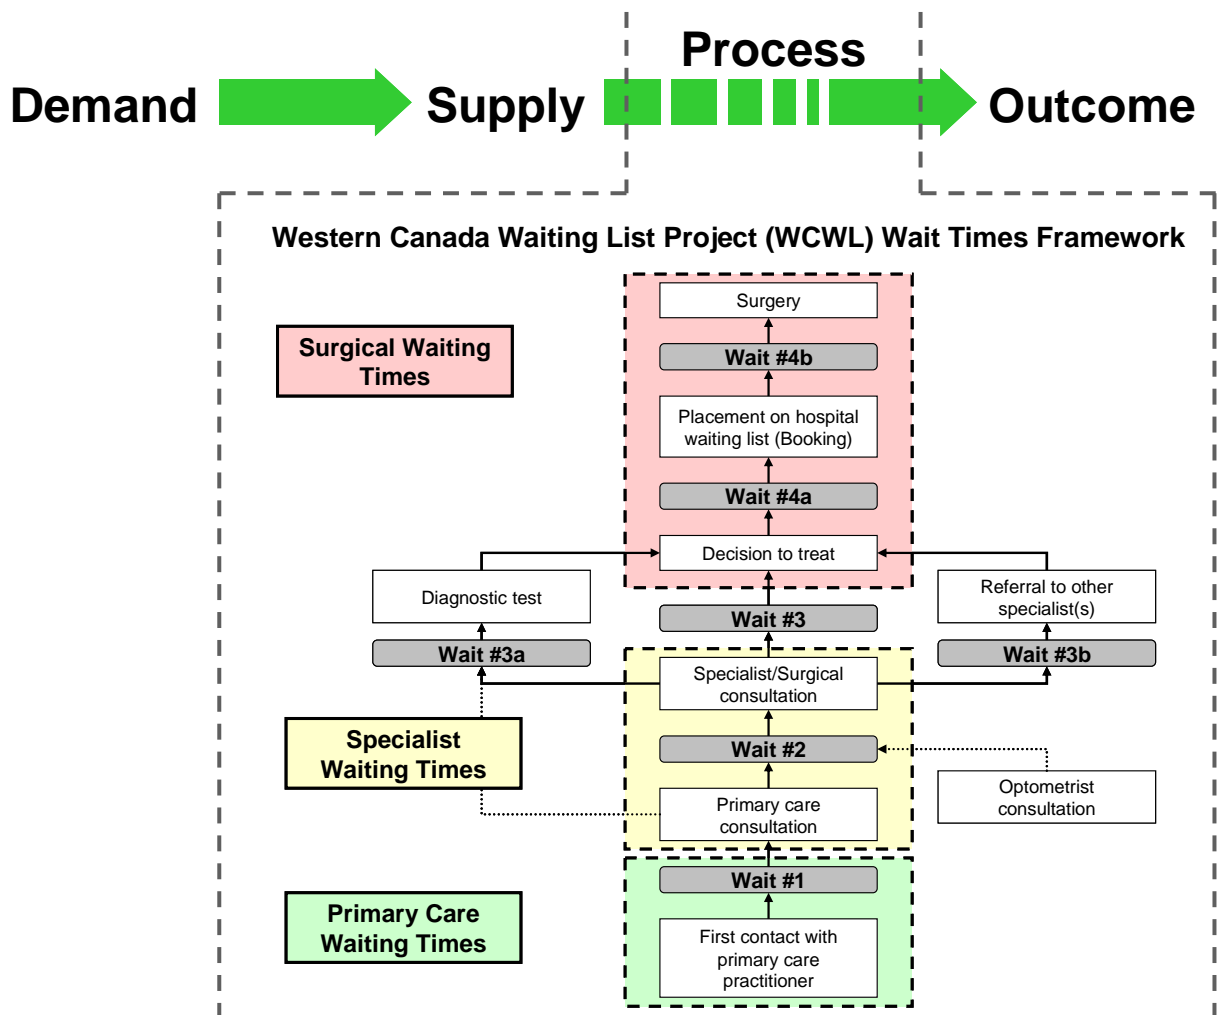 Process
Demand
Supply
Outcome
Western Canada Waiting List Project (WCWL) Wait Times Framework
Surgery
Surgical Waiting
Times
Wait #4b
Placement on hospital
waiting list (Booking)
Wait #4a
Decision to treat
Diagnostic test
Referral to other
specialist(s)
Wait #3
Wait #3a
Wait #3b
Specialist/Surgical
consultation
Specialist
Waiting Times
Wait #2
Optometrist
consultation
Primary care
consultation
Wait #1
Primary Care
Waiting Times
First contact with
primary care
practitioner